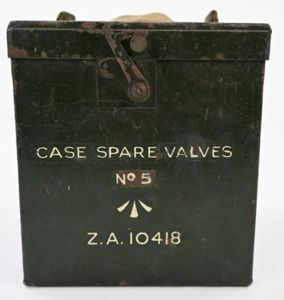 CASE SPARE VALVES
Nº 5
Z.A. 10418